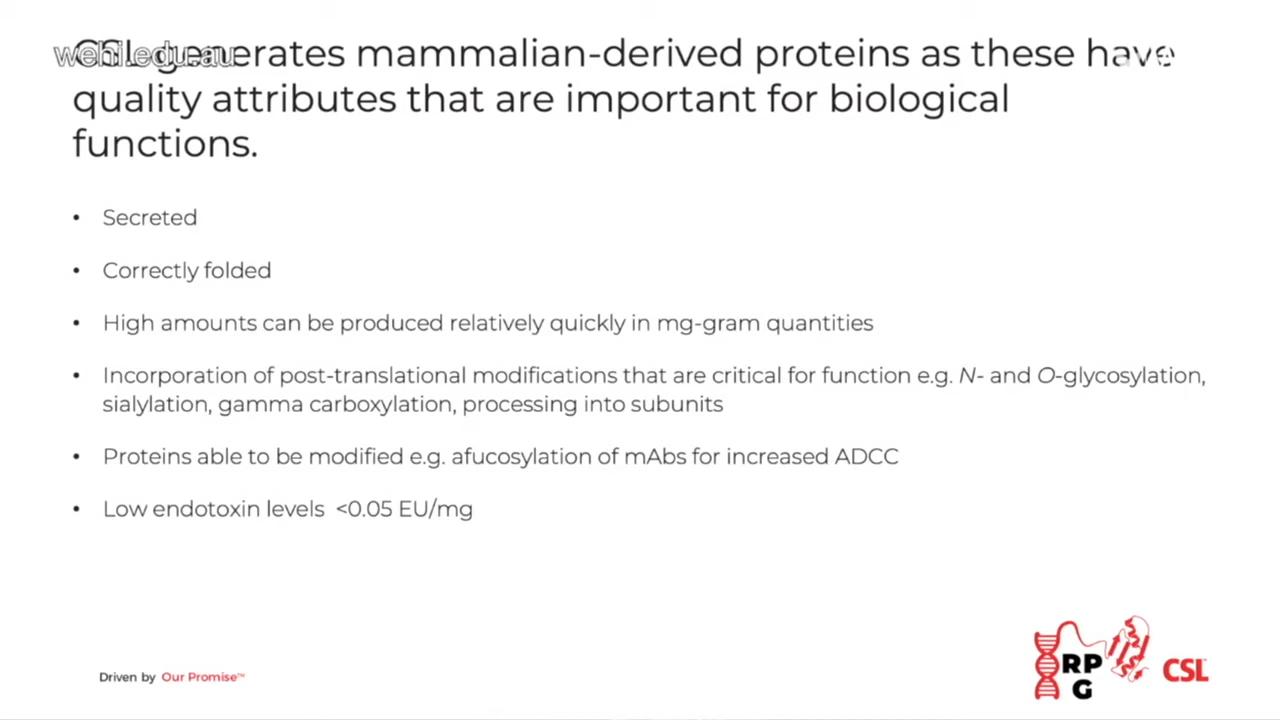 wehi.edu.au
CSL generates mammalian-derived proteins as these have
quality attributes that are important for biological
functions.
• Secreted
• Correctly folded
• High amounts can be produced relatively quickly in mg-gram quantities
• Incorporation of post-translational modifications that are critical for function e.g. N- and O-glycosylation,
sialylation, gamma carboxylation, processing into subunits
• Proteins able to be modified e.g. afucosylation of mAbs for increased ADCC
• Low endotoxin levels <0.05 EU/mg
Driven by Our Promise™
RP
G
CSL™